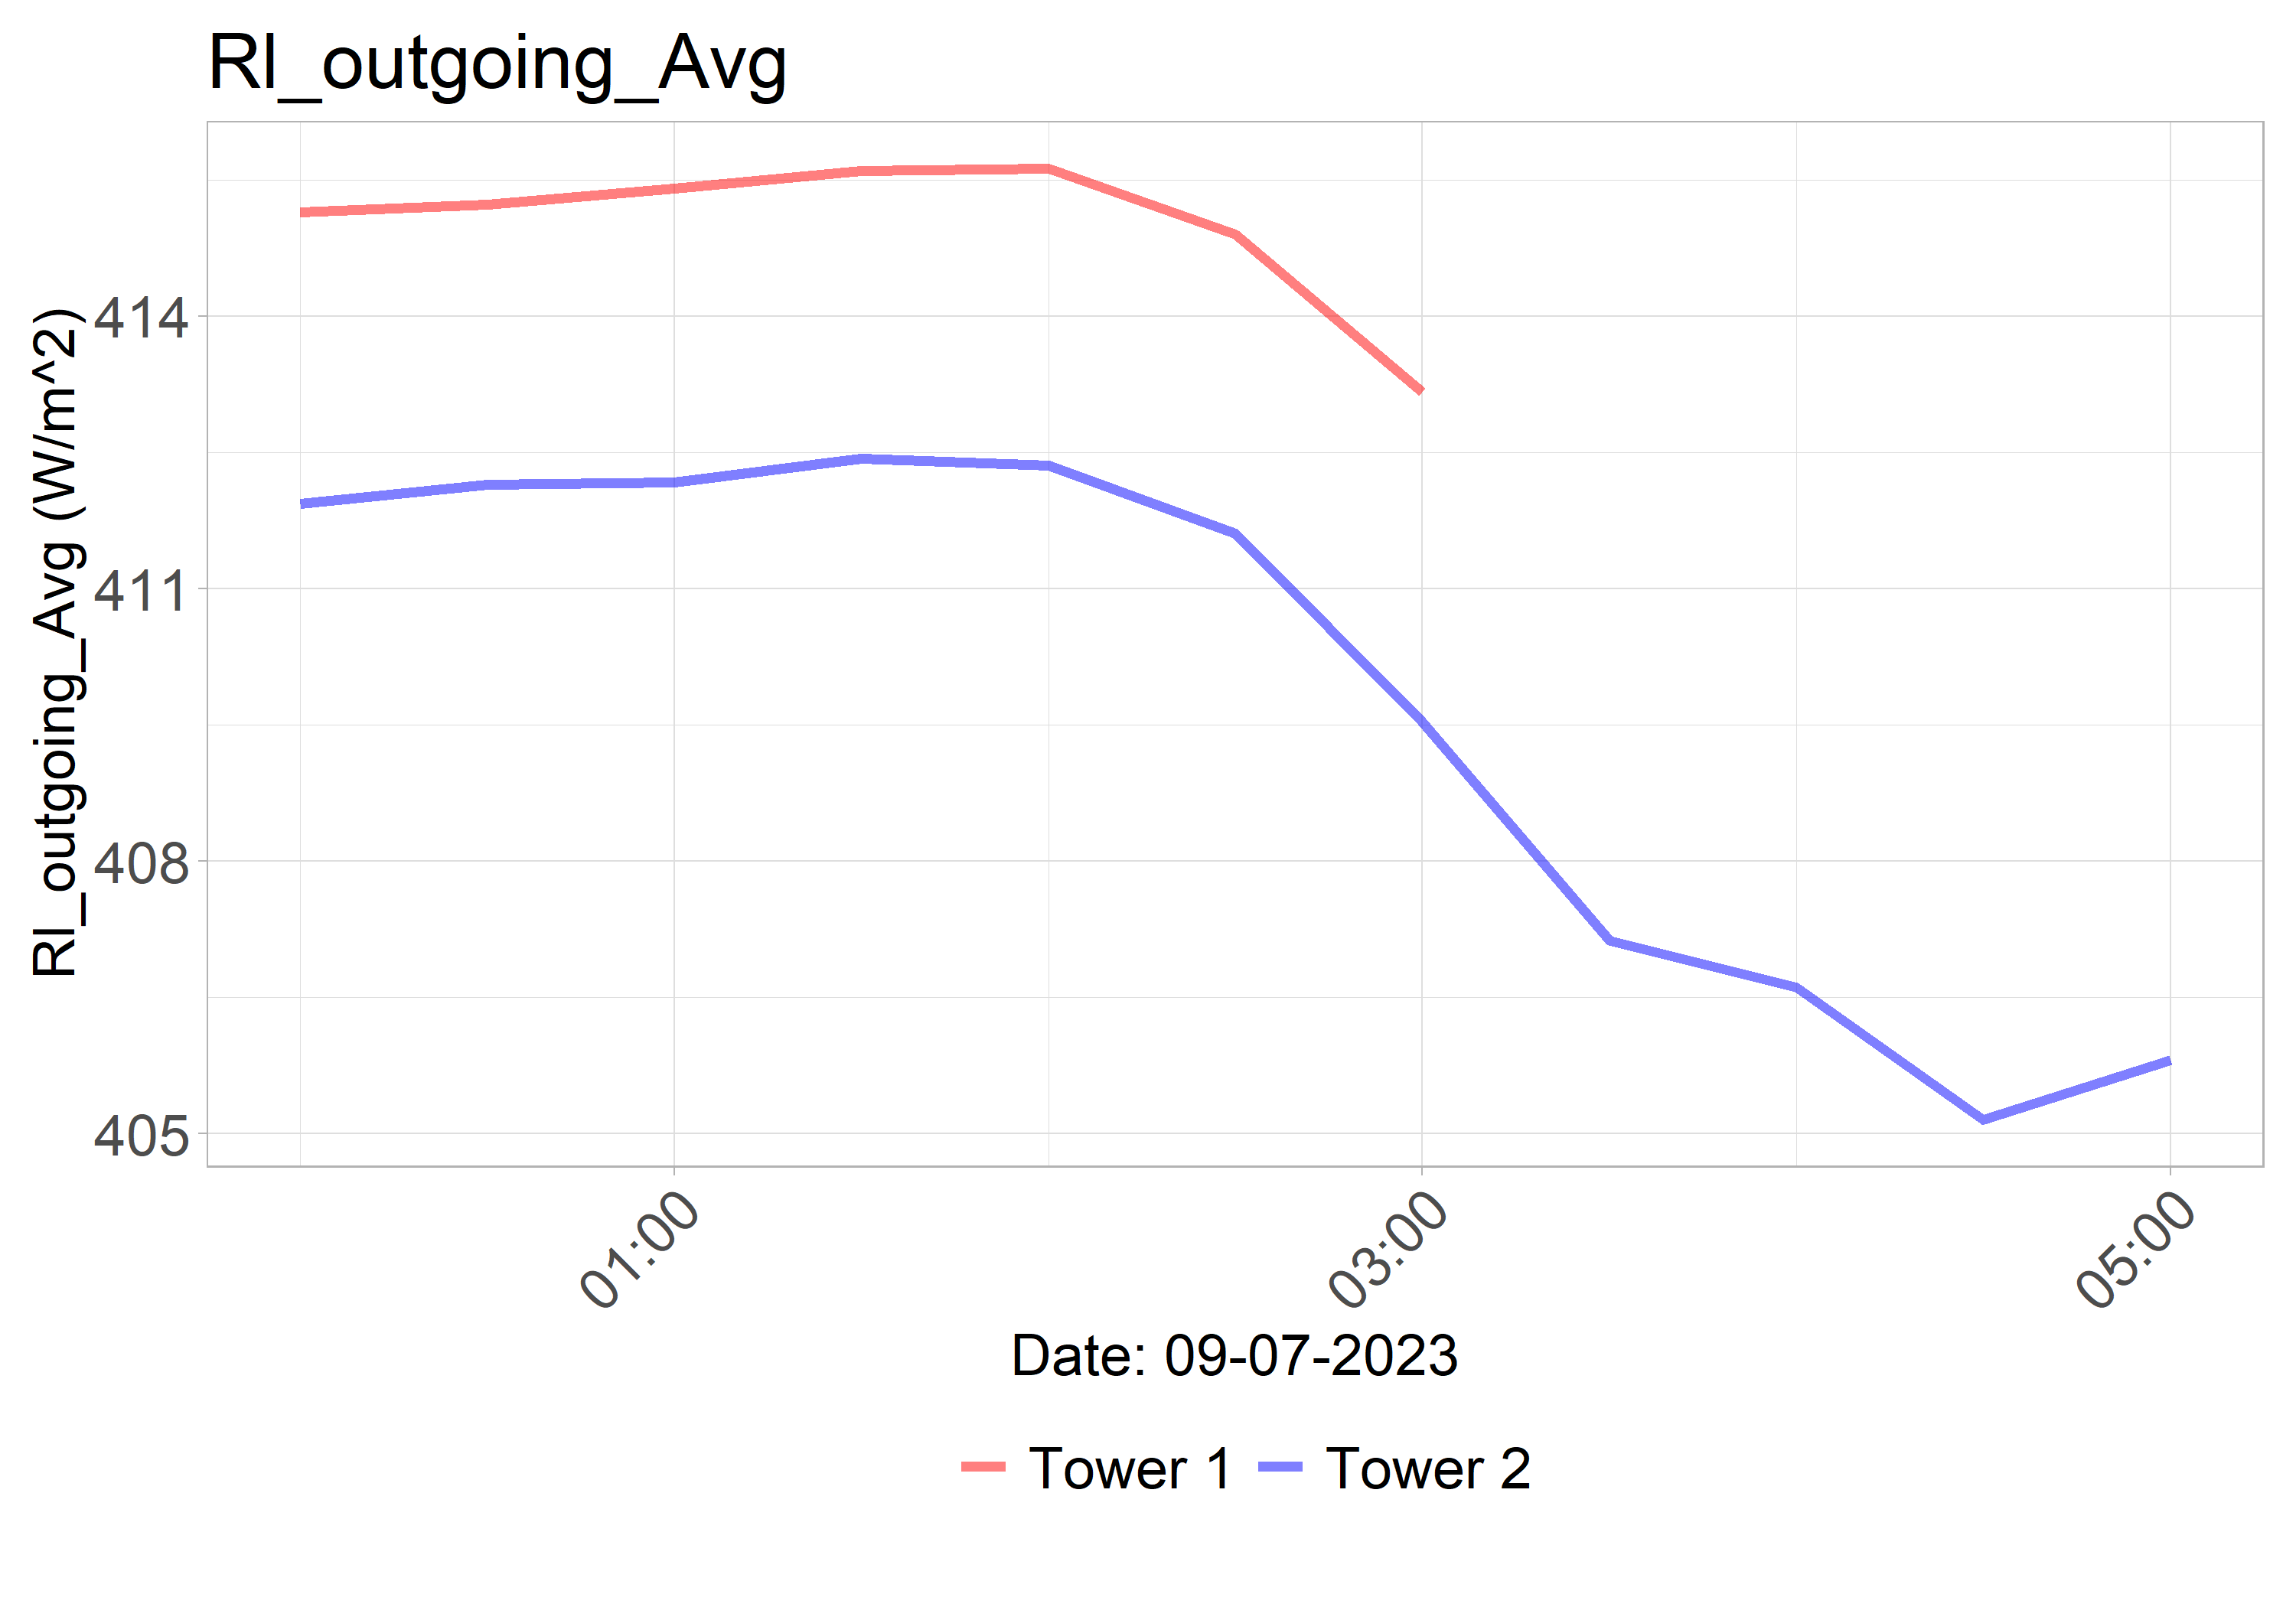 Rl_outgoing_Avg
Rl_outgoing_Avg (W/m^2)
414
411
408
405
01:00
03:00
05:00
Date: 09-07-2023
Tower 1
Tower 2